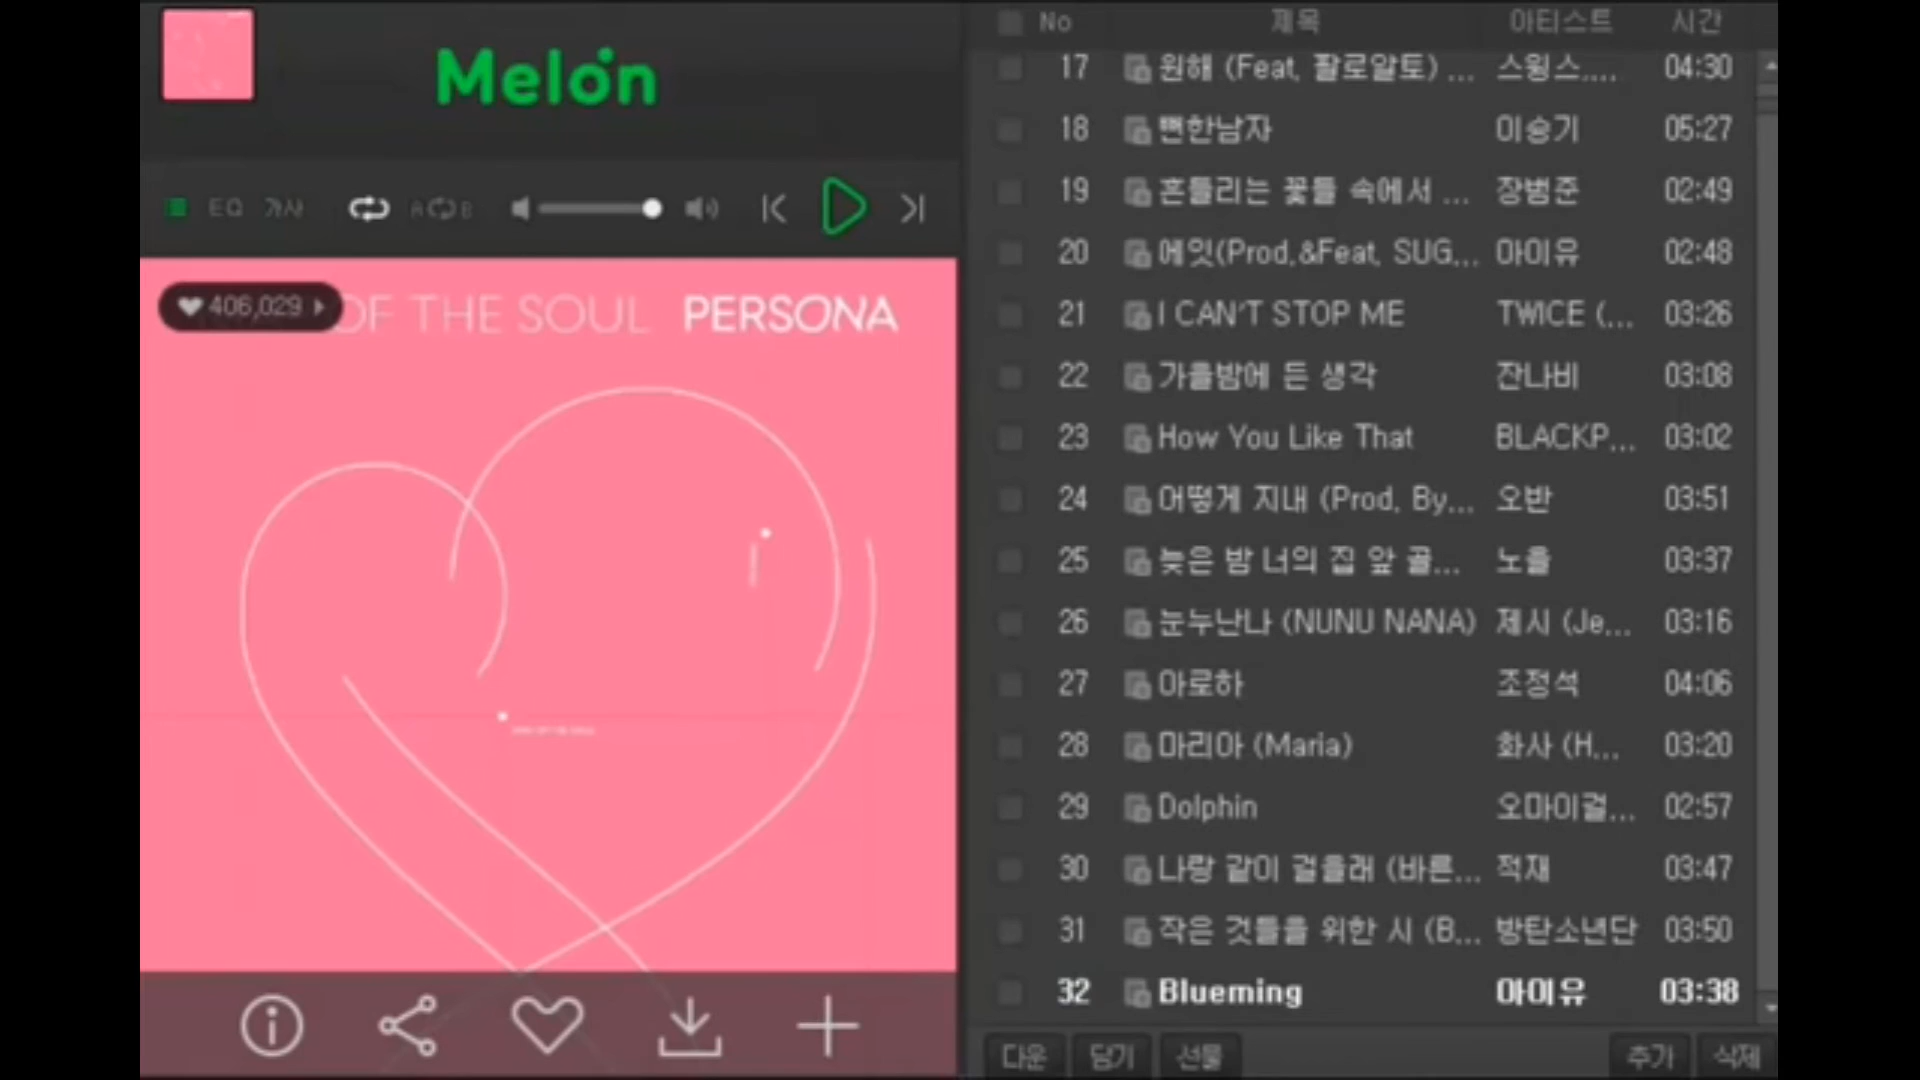 Melon
EQ 가사
A B
406,029
OF THE SOUL PERSONA
No 제목 아티스트 시간
17 원해 (Feat. 팔로알토) ... 스윙스.... 04:30
18 뻔한남자 이승기 05:27
19 흔들리는 꽃들 속에서 ... 장범준 02:49
20 에잇(Prod.&Feat. SUG... 아이유 02:48
21 I CAN'T STOP ME TWICE (... 03:26
22 가을밤에 든 생각 잔나비 03:08
23 How You Like That BLACKP... 03:02
24 어떻게 지내 (Prod. By... 오반 03:51
25 늦은 밤 너의 집 앞 골... 노을 03:37
26 눈누난나 (NUNU NANA) 제시 (Je... 03:16
27 아로하 조정석 04:06
28 마리아 (Maria) 화사 (H... 03:20
29 Dolphin 오마이걸... 02:57
30 나랑 같이 걸을래 (바른... 적재 03:47
31 작은 것들을 위한 시 (B... 방탄소년단 03:50
32 Blueming 아이유 03:38
다운 담기 선물 추가 삭제